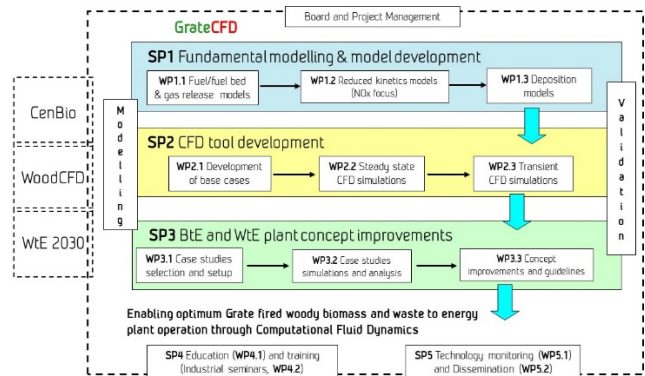 Board and Project Management
GrateCFD
SP1 Fundamental modelling & model development
WP1.1 Fuel/fuel bed
& gas release models
WP1.2 Reduced kinetics models
(NOx focus)
WP1.3 Deposition
models
CenBio
WoodCFD
WtE 2030
Modelling
Validation
SP2 CFD tool development
WP2.1 Development
of base cases
WP2.2 Steady state
CFD simulations
WP2.3 Transient
CFD simulations
SP3 BtE and WtE plant concept improvements
WP3.1 Case studies
selection and setup
WP3.2 Case studies
simulations and analysis
WP3.3 Concept
improvements and guidelines
Enabling optimum Grate fired woody biomass and waste to energy
plant operation through Computational Fluid Dynamics
SP4 Education (WP4.1) and training
(Industrial seminars, WP4.2)
SP5 Technology monitoring (WP5.1)
and Dissemination (WP5.2)